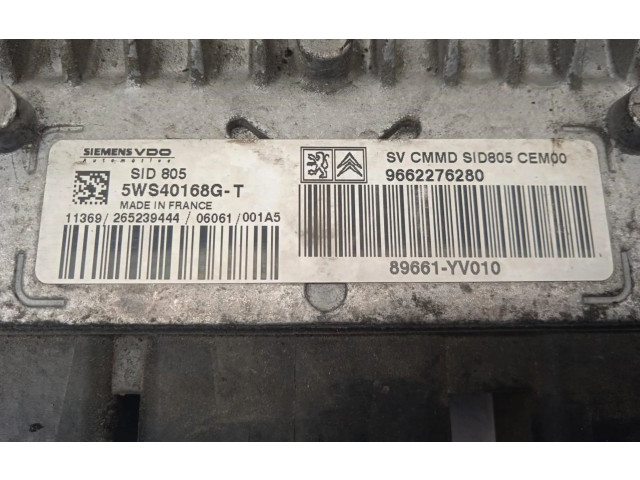 SIEMENS VDO
Automotive
SID 805
5WS40168G-T
MADE IN FRANCE
11369/265239444/06061/001A5
SV CMMD SID805 CEM00
9662276280
89661-YV010